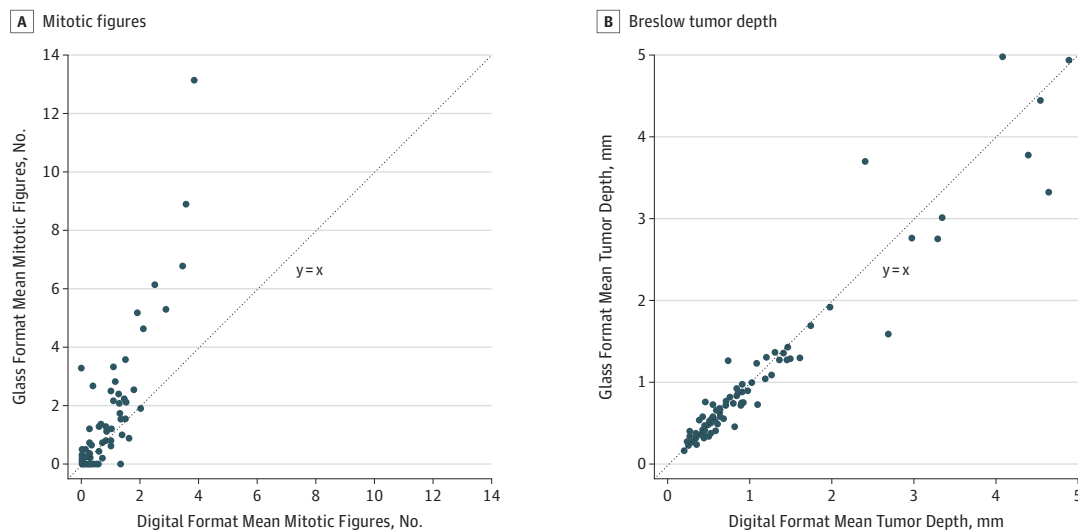 A Mitotic figures
14
12
10
8
6
4
2
0
Glass Format Mean Mitotic Figures, No.
y=x
0 2 4 6 8 10 12 14
Digital Format Mean Mitotic Figures, No.
B Breslow tumor depth
5
4
3
2
1
0
Glass Format Mean Tumor Depth, mm
y=x
0 1 2 3 4 5
Digital Format Mean Tumor Depth, mm